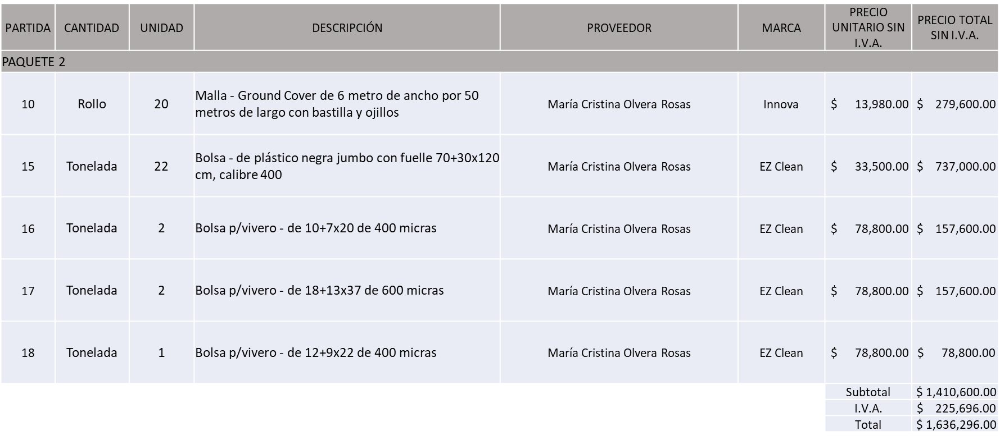 PARTIDA CANTIDAD UNIDAD DESCRIPCIÓN PROVEEDOR MARCA PRECIO UNITARIO SIN I.V.A. PRECIO TOTAL SIN I.V.A.
PAQUETE 2
10 Rollo 20 Malla - Ground Cover de 6 metro de ancho por 50
metros de largo con bastilla y ojillos María Cristina Olvera Rosas Innova $ 13,980.00 $ 279,600.00
15 Tonelada 22 Bolsa - de plástico negra jumbo con fuelle 70+30x120
cm, calibre 400 María Cristina Olvera Rosas EZ Clean $ 33,500.00 $ 737,000.00
16 Tonelada 2 Bolsa p/vivero - de 10+7x20 de 400 micras María Cristina Olvera Rosas EZ Clean $ 78,800.00 $ 157,600.00
17 Tonelada 2 Bolsa p/vivero - de 18+13x37 de 600 micras María Cristina Olvera Rosas EZ Clean $ 78,800.00 $ 157,600.00
18 Tonelada 1 Bolsa p/vivero - de 12+9x22 de 400 micras María Cristina Olvera Rosas EZ Clean $ 78,800.00 $ 78,800.00
Subtotal $ 1,410,600.00
I.V.A. $ 225,696.00
Total $ 1,636,296.00